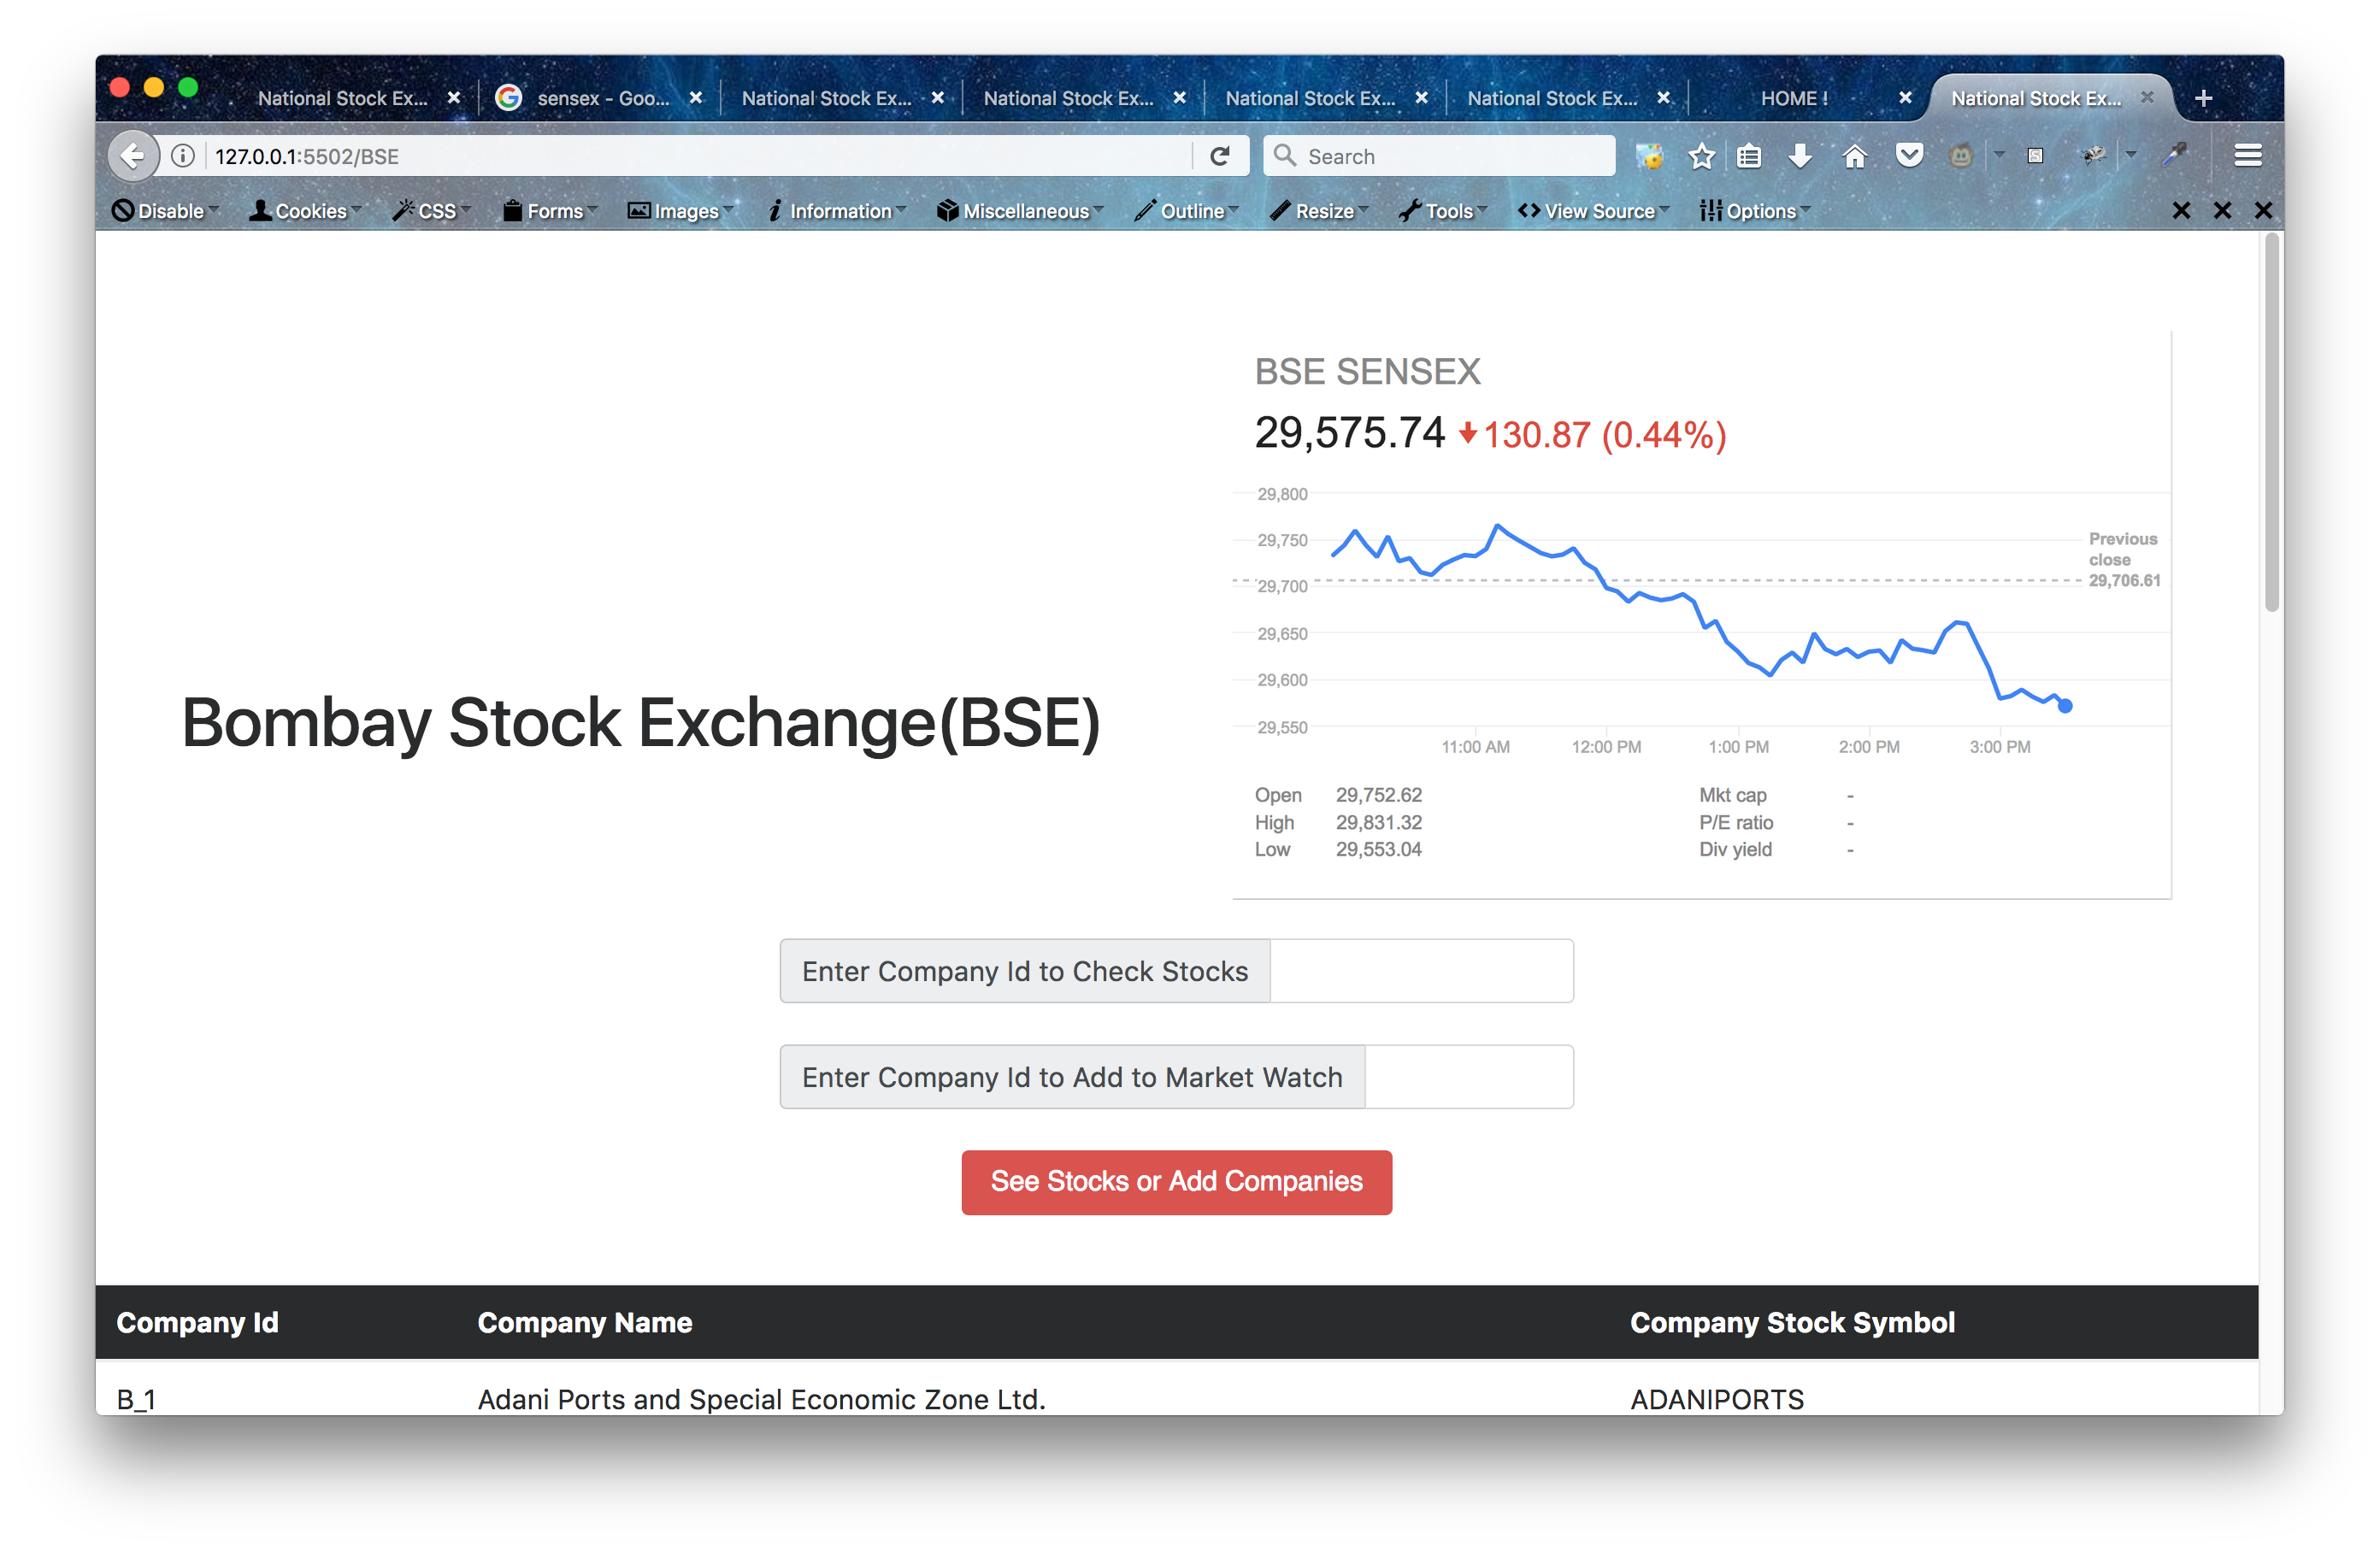 National Stock Ex...
sensex - Goo...
National Stock Ex...
National Stock Ex...
National Stock Ex...
National Stock Ex...
HOME !
National Stock Ex...
127.0.0.1:5502/BSE
Search
Disable
Cookies
CSS
Forms
Images
Information
Miscellaneous
Outline
Resize
Tools
View Source
Options
BSE SENSEX
29,575.74 130.87 (0.44%)
29,800
29,750
29,700
29,650
29,600
29,550
Previous
close
29,706.61
11:00 AM 12:00 PM 1:00 PM 2:00 PM 3:00 PM
Open 29,752.62 Mkt cap -
High 29,831.32 P/E ratio -
Low 29,553.04 Div yield -
Bombay Stock Exchange(BSE)
Enter Company Id to Check Stocks
Enter Company Id to Add to Market Watch
See Stocks or Add Companies
Company Id Company Name Company Stock Symbol
B_1 Adani Ports and Special Economic Zone Ltd. ADANIPORTS